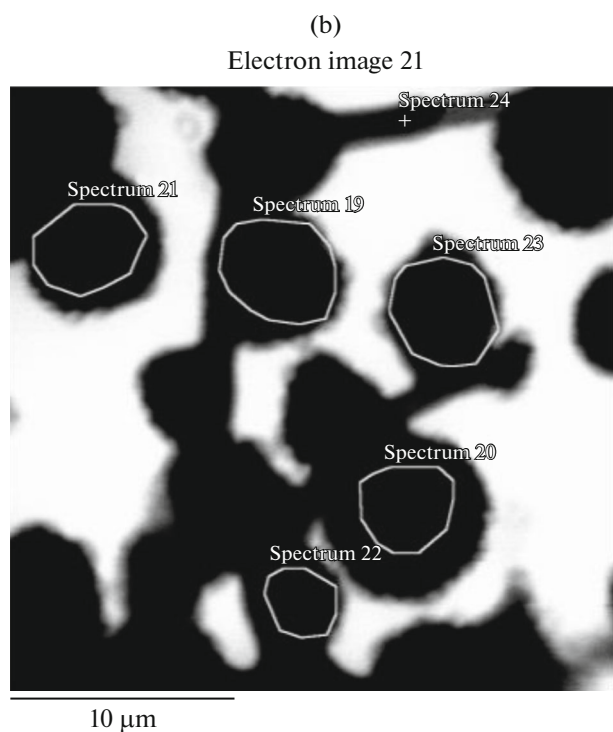 (b)
Electron image 21
Spectrum 24
Spectrum 21
Spectrum 19
Spectrum 23
Spectrum 20
Spectrum 22
10 μm